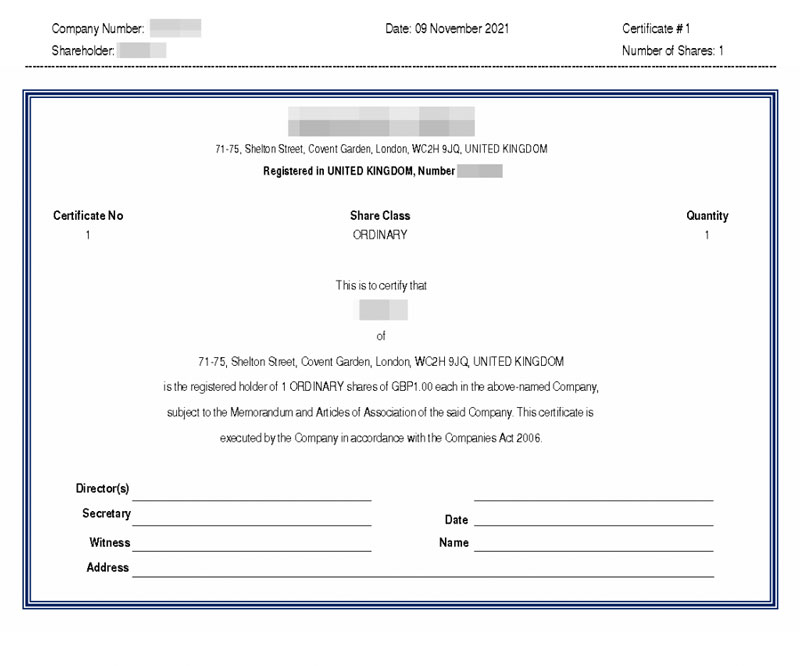 Company Number:
Date: 09 November 2021
Certificate # 1
Shareholder:
Number of Shares: 1
71-75, Shelton Street, Covent Garden, London, WC2H 9JQ, UNITED KINGDOM
Registered in UNITED KINGDOM, Number
Certificate No
Share Class
Quantity
1
ORDINARY
1
This is to certify that
of
71-75, Shelton Street, Covent Garden, London, WC2H 9JQ, UNITED KINGDOM
is the registered holder of 1 ORDINARY shares of GBP1.00 each in the above-named Company,
subject to the Memorandum and Articles of Association of the said Company. This certificate is
executed by the Company in accordance with the Companies Act 2006.
Director(s)
Secretary
Date
Witness
Name
Address